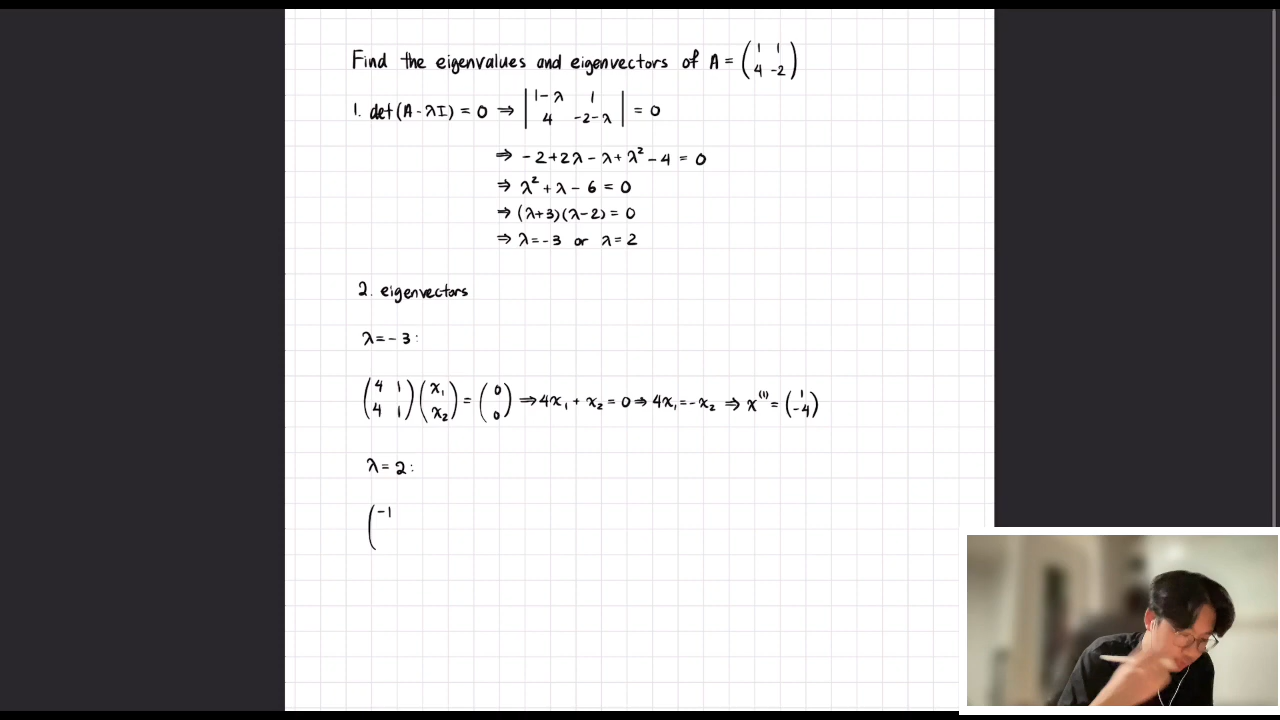 Find the eigenvalues and eigenvectors of A = ( 1 1
4 -2 )
1. det(A - λI) = 0 ⇒ | 1-λ 1
4 -2-λ | = 0
⇒ -2+2λ - λ + λ² - 4 = 0
⇒ λ² + λ - 6 = 0
⇒ (λ+3)(λ-2) = 0
⇒ λ = -3 or λ = 2
2. eigenvectors
λ = -3:
( 4 1
4 1 ) ( x₁
x₂ ) = ( 0
0 ) ⇒ 4x₁ + x₂ = 0 ⇒ 4x₁ = -x₂ ⇒ x⁽¹⁾ = ( 1
-4 )
λ = 2:
( -1